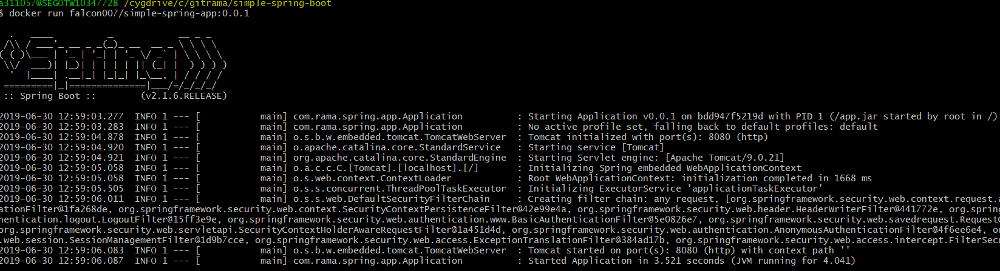 a311057@SEGOTW10347728 /cygdrive/c/gitrama/simple-spring-boot
$ docker run falcon007/simple-spring-app:0.0.1
  .   ____          _            __ _ _
 /\\ / ___'_ __ _ _(_)_ __  __ _ \ \ \ \
( ( )\___ | '_ | '_| | '_ \/ _` | \ \ \ \
 \\/  ___)| |_)| | | | | || (_| |  ) ) ) )
  '  |____| .__|_| |_|_| |_\__, | / / / /
 =========|_|==============|___/=/_/_/_/
 :: Spring Boot ::        (v2.1.6.RELEASE)
2019-06-30 12:59:03.277  INFO 1 --- [           main] com.rama.spring.app.Application          : Starting Application v0.0.1 on bdd947f5219d with PID 1 (/app.jar started by root in /)
2019-06-30 12:59:03.283  INFO 1 --- [           main] com.rama.spring.app.Application          : No active profile set, falling back to default profiles: default
2019-06-30 12:59:04.878  INFO 1 --- [           main] o.s.b.w.embedded.tomcat.TomcatWebServer  : Tomcat initialized with port(s): 8080 (http)
2019-06-30 12:59:04.920  INFO 1 --- [           main] o.apache.catalina.core.StandardService   : Starting service [Tomcat]
2019-06-30 12:59:04.921  INFO 1 --- [           main] org.apache.catalina.core.StandardEngine  : Starting Servlet engine: [Apache Tomcat/9.0.21]
2019-06-30 12:59:05.058  INFO 1 --- [           main] o.a.c.c.C.[Tomcat].[localhost].[/]       : Initializing Spring embedded WebApplicationContext
2019-06-30 12:59:05.058  INFO 1 --- [           main] o.s.web.context.ContextLoader            : Root WebApplicationContext: initialization completed in 1668 ms
2019-06-30 12:59:05.505  INFO 1 --- [           main] o.s.s.concurrent.ThreadPoolTaskExecutor  : Initializing ExecutorService 'applicationTaskExecutor'
2019-06-30 12:59:06.011  INFO 1 --- [           main] o.s.s.web.DefaultSecurityFilterChain     : Creating filter chain: any request, [org.springframework.security.web.context.request.a
ationFilter@1fa268de, org.springframework.security.web.context.SecurityContextPersistenceFilter@42e99e4a, org.springframework.security.web.header.HeaderWriterFilter@441772e, org.spring
hentication.logout.LogoutFilter@15ff3e9e, org.springframework.security.web.authentication.www.BasicAuthenticationFilter@5e0826e7, org.springframework.security.web.savedrequest.RequestC
org.springframework.security.web.servletapi.SecurityContextHolderAwareRequestFilter@1a451d4d, org.springframework.security.web.authentication.AnonymousAuthenticationFilter@4f6ee6e4, or
.web.session.SessionManagementFilter@1d9b7cce, org.springframework.security.web.access.ExceptionTranslationFilter@384ad17b, org.springframework.security.web.access.intercept.FilterSecu
2019-06-30 12:59:06.083  INFO 1 --- [           main] o.s.b.w.embedded.tomcat.TomcatWebServer  : Tomcat started on port(s): 8080 (http) with context path ''
2019-06-30 12:59:06.087  INFO 1 --- [           main] com.rama.spring.app.Application          : Started Application in 3.521 seconds (JVM running for 4.041)